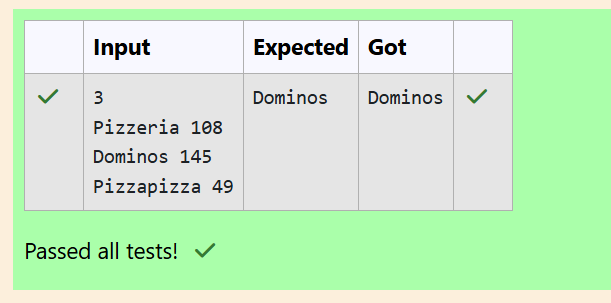 Input Expected Got
3 Dominos Dominos
Pizzeria 108
Dominos 145
Pizzapizza 49
Passed all tests!